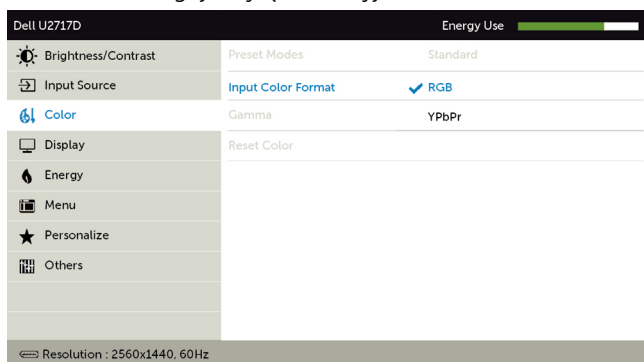 Dell U2717D Energy Use
Brightness/Contrast Preset Modes Standard
Input Source Input Color Format RGB
Color Gamma YPbPr
Display Reset Color
Energy
Menu
Personalize
Others
Resolution : 2560x1440, 60Hz